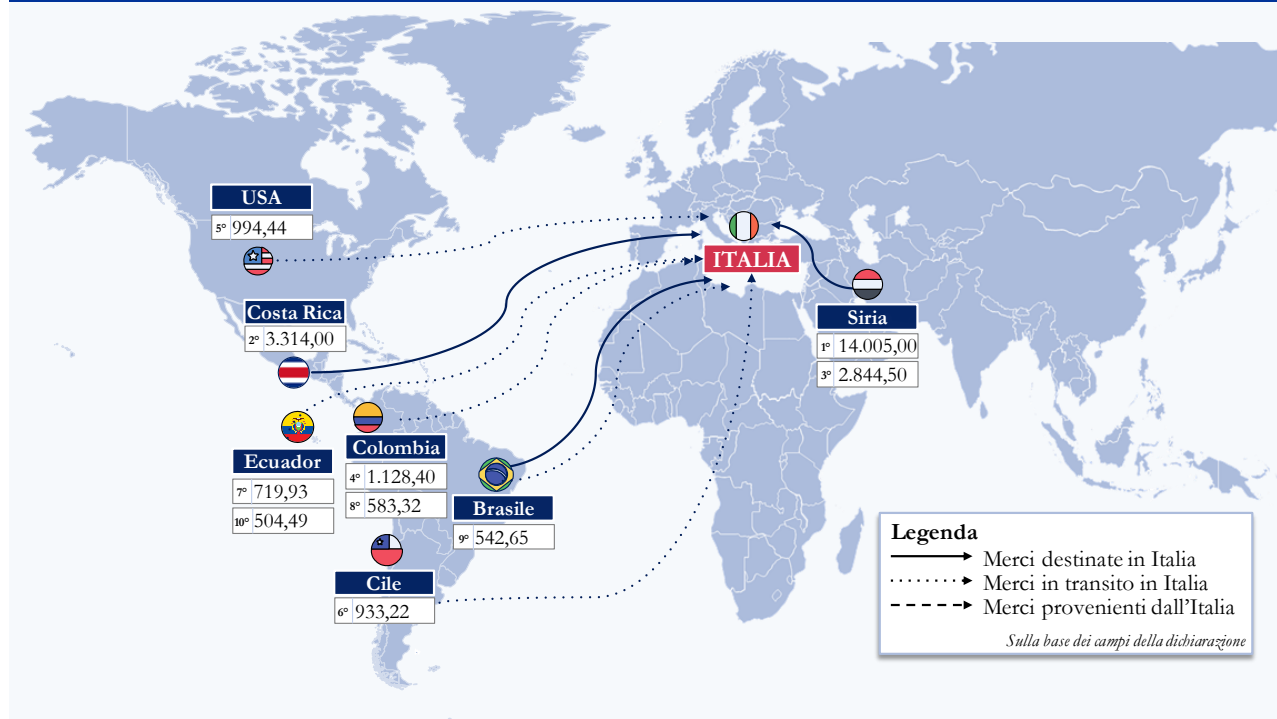 USA
5° 994,44
Costa Rica
2° 3.314,00
ITALIA
Siria
1° 14.005,00
3° 2.844,50
Ecuador
7° 719,93
10° 504,49
Colombia
4° 1.128,40
8° 583,32
Brasile
9° 542,65
Cile
6° 933,22
Legenda
Merci destinate in Italia
Merci in transito in Italia
Merci provenienti dall'Italia
Sulla base dei campi della dichiarazione